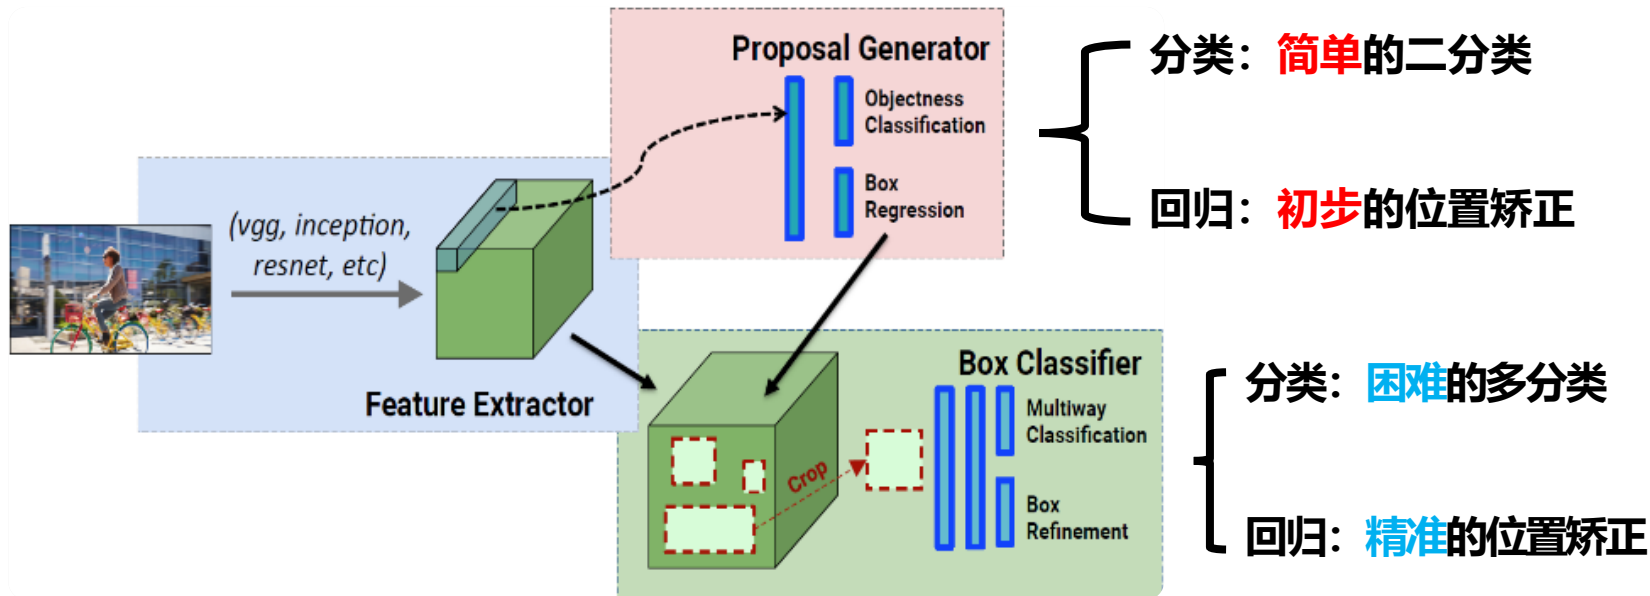 Proposal Generator
Objectness
Classification
Box
Regression
分类：简单的二分类
回归：初步的位置矫正
(vgg, inception,
resnet, etc)
Feature Extractor
Box Classifier
Crop
Multiway
Classification
Box
Refinement
分类：困难的多分类
回归：精准的位置矫正